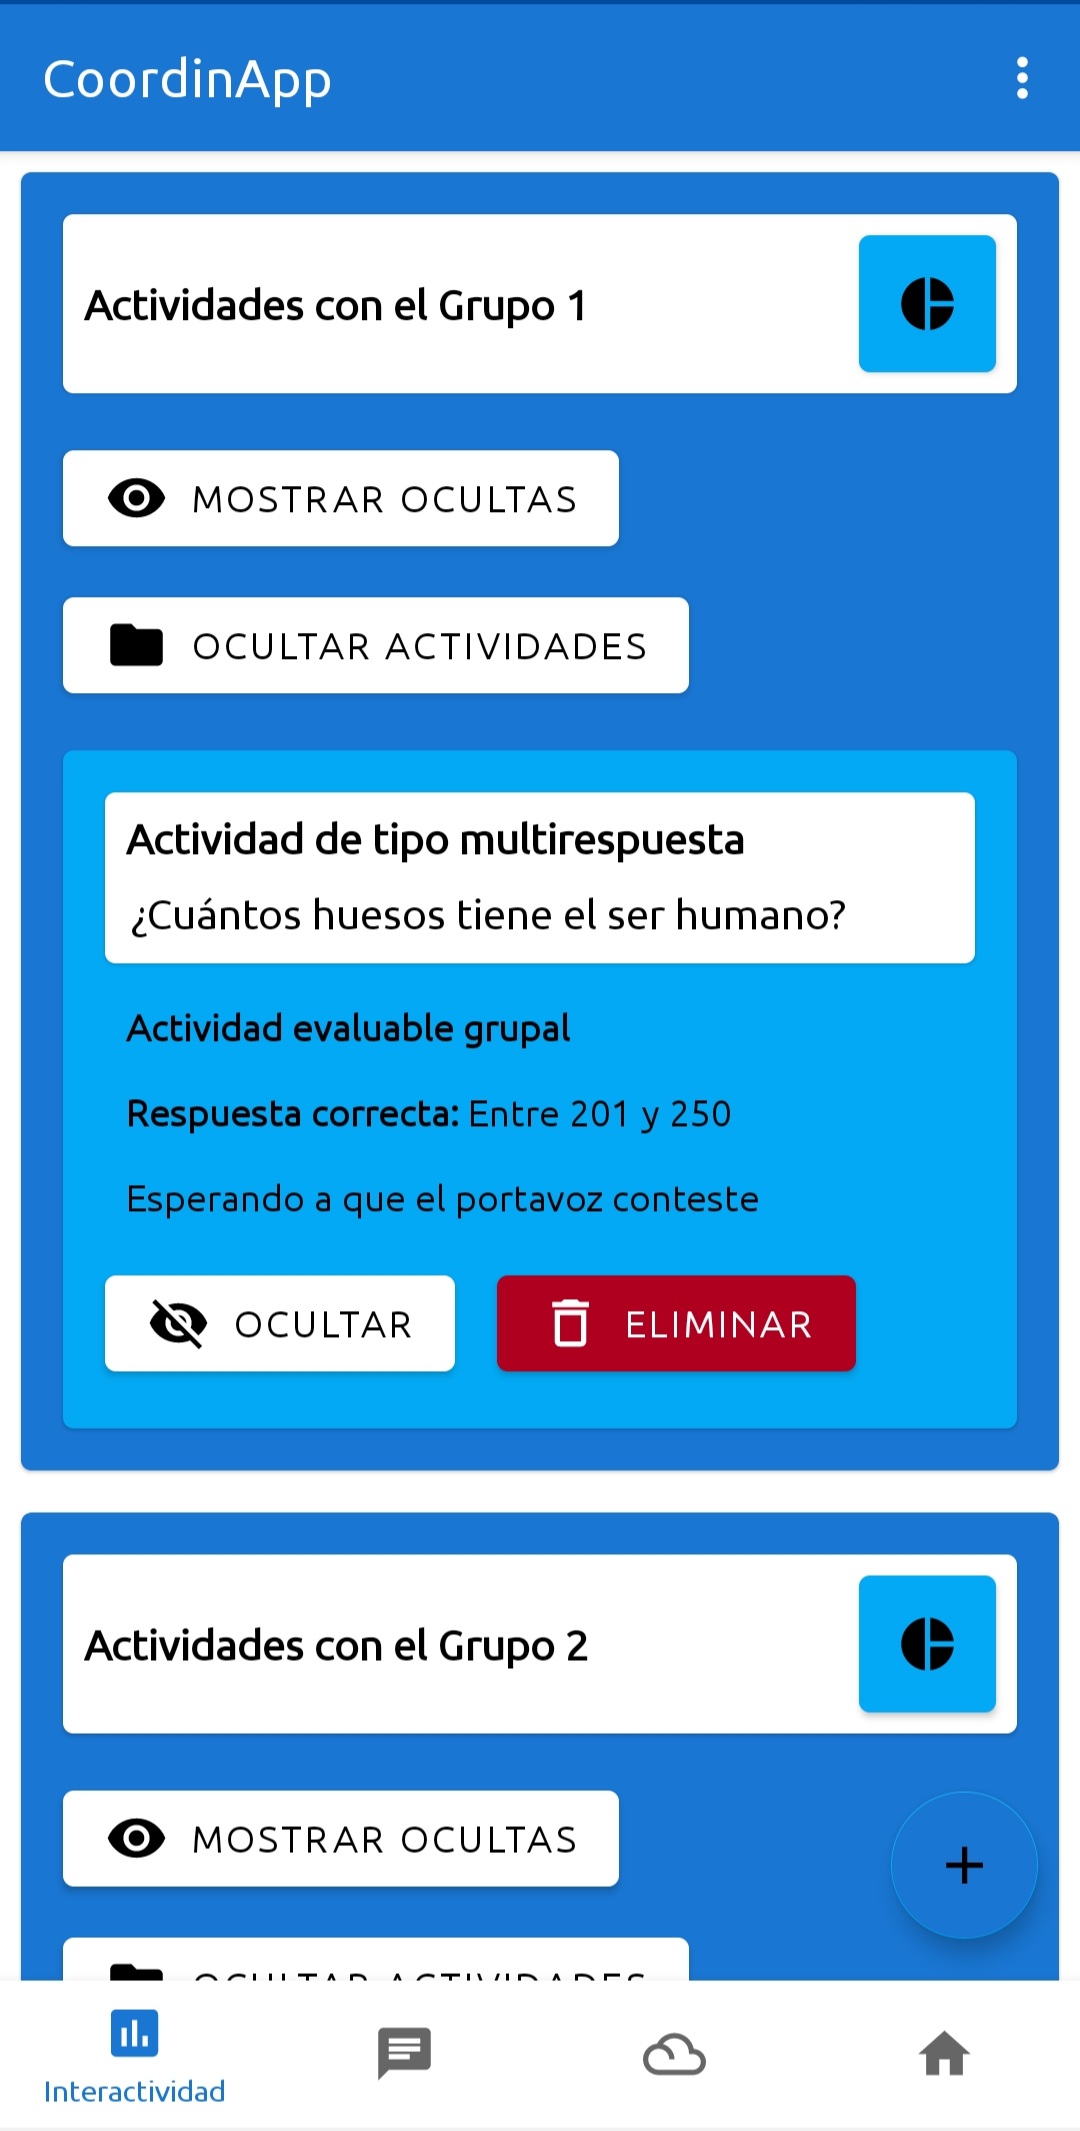 CoordinApp
Actividades con el Grupo 1
MOSTRAR OCULTAS
OCULTAR ACTIVIDADES
Actividad de tipo multirespuesta
¿Cuántos huesos tiene el ser humano?
Actividad evaluable grupal
Respuesta correcta: Entre 201 y 250
Esperando a que el portavoz conteste
OCULTAR
ELIMINAR
Actividades con el Grupo 2
MOSTRAR OCULTAS
OCULTAR ACTIVIDADES
Interactividad